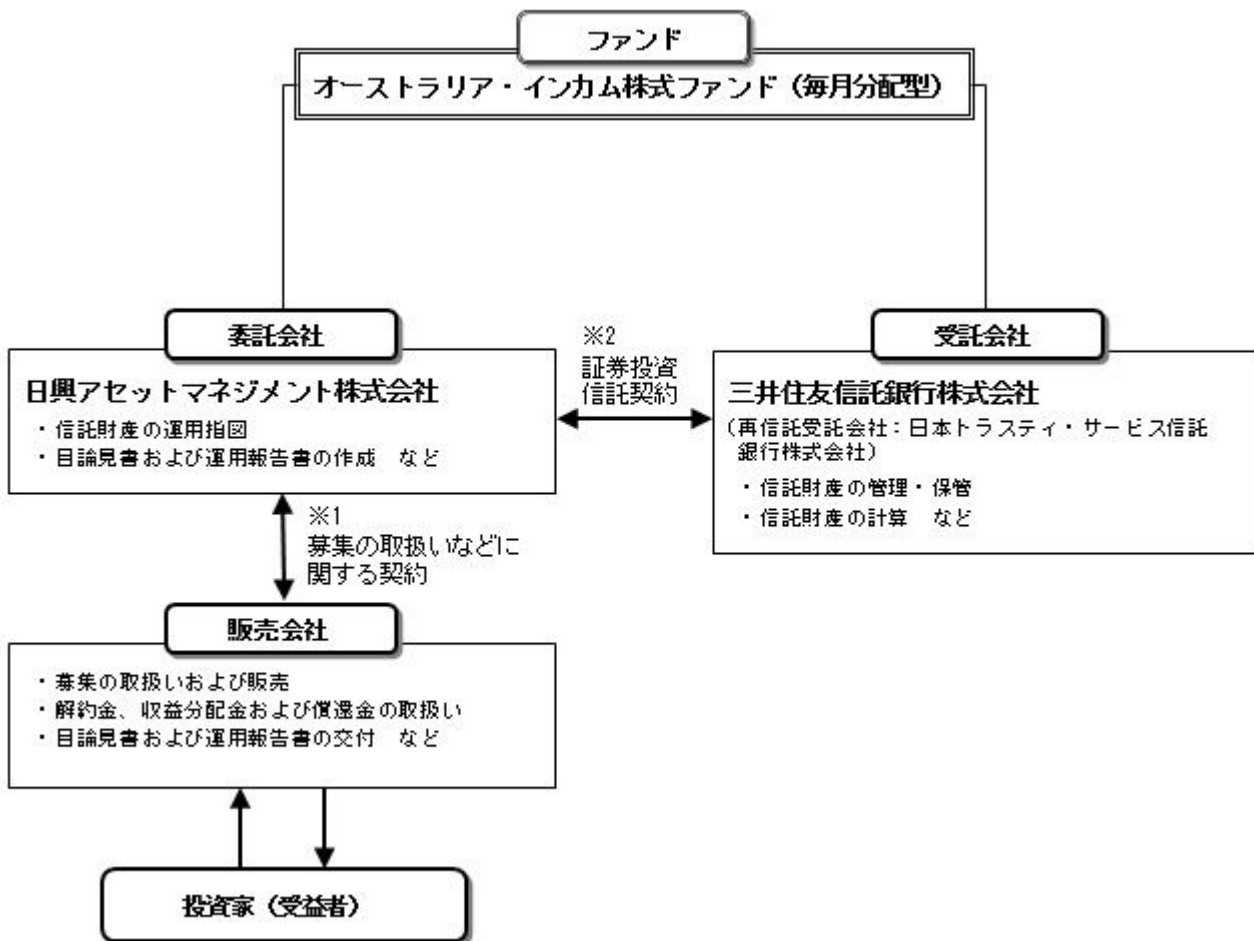 ファンド
オーストラリア・インカム株式ファンド（毎月分配型）
委託会社
日興アセットマネジメント株式会社
・信託財産の運用指図
・目論見書および運用報告書の作成　など
※2
証券投資
信託契約
受託会社
三井住友信託銀行株式会社
（再信託受託会社：日本トラスティ・サービス信託
銀行株式会社）
・信託財産の管理・保管
・信託財産の計算　など
※1
募集の取扱いなどに
関する契約
販売会社
・募集の取扱いおよび販売
・解約金、収益分配金および償還金の取扱い
・目論見書および運用報告書の交付　など
投資家（受益者）